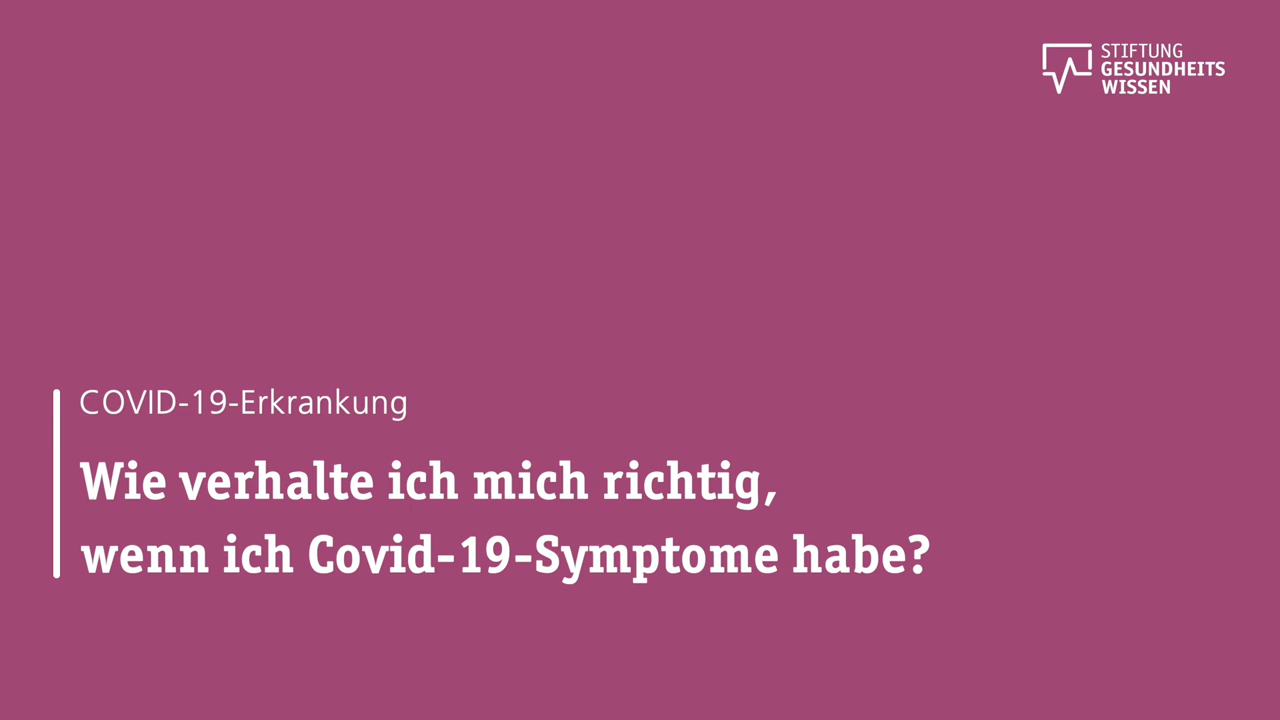 STIFTUNG
GESUNDHEITS
WISSEN
COVID-19-Erkrankung
Wie verhalte ich mich richtig,
wenn ich Covid-19-Symptome habe?